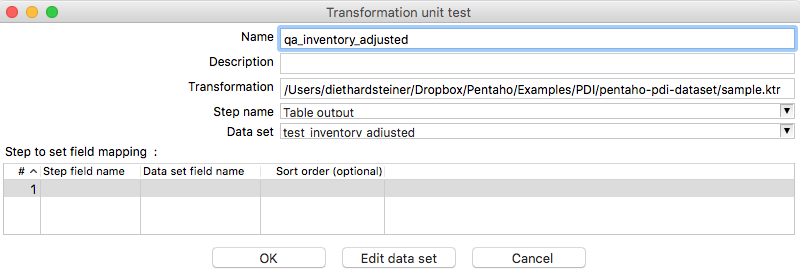 Transformation unit test
Name qa_inventory_adjusted
Description
Transformation /Users/diethardsteiner/Dropbox/Pentaho/Examples/PDI/pentaho-pdi-dataset/sample.ktr
Step name Table output
Data set test_inventory_adjusted
Step to set field mapping :
# Step field name Data set field name Sort order (optional)
1
OK Edit data set Cancel